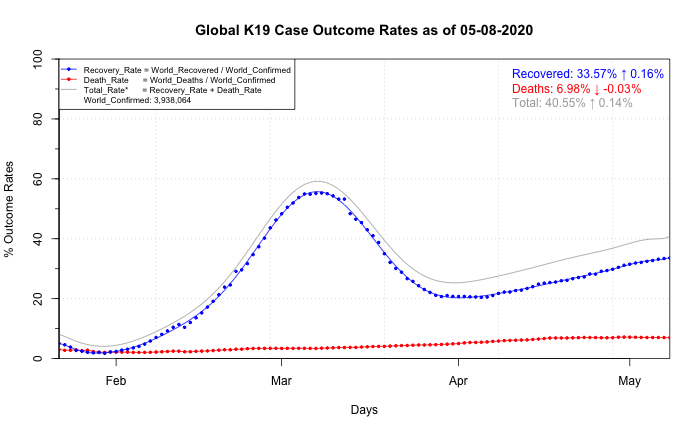 Global K19 Case Outcome Rates as of 05-08-2020
Recovery_Rate = World_Recovered / World_Confirmed
Death_Rate = World_Deaths / World_Confirmed
Total_Rate* = Recovery_Rate + Death_Rate
World_Confirmed: 3,938,064
Recovered: 33.57% ↑ 0.16%
Deaths: 6.98% ↓ -0.03%
Total: 40.55% ↑ 0.14%
% Outcome Rates
100
80
60
40
20
0
Feb Mar Apr May
Days